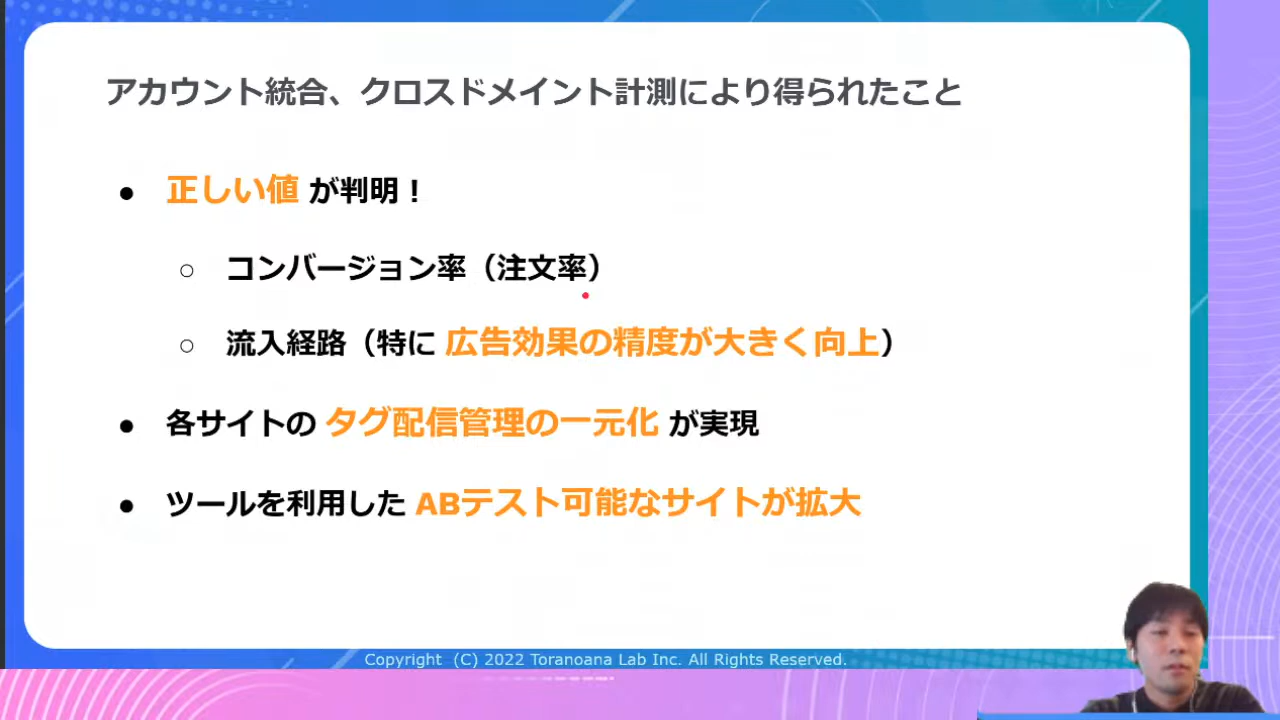 アカウント統合、クロスドメイント計測により得られたこと
● 正しい値 が判明！
○ コンバージョン率（注文率）
○ 流入経路（特に 広告効果の精度が大きく向上）
● 各サイトの タグ配信管理の一元化 が実現
● ツールを利用した ABテスト可能なサイトが拡大
Copyright (C) 2022 Toranoana Lab Inc. All Rights Reserved.